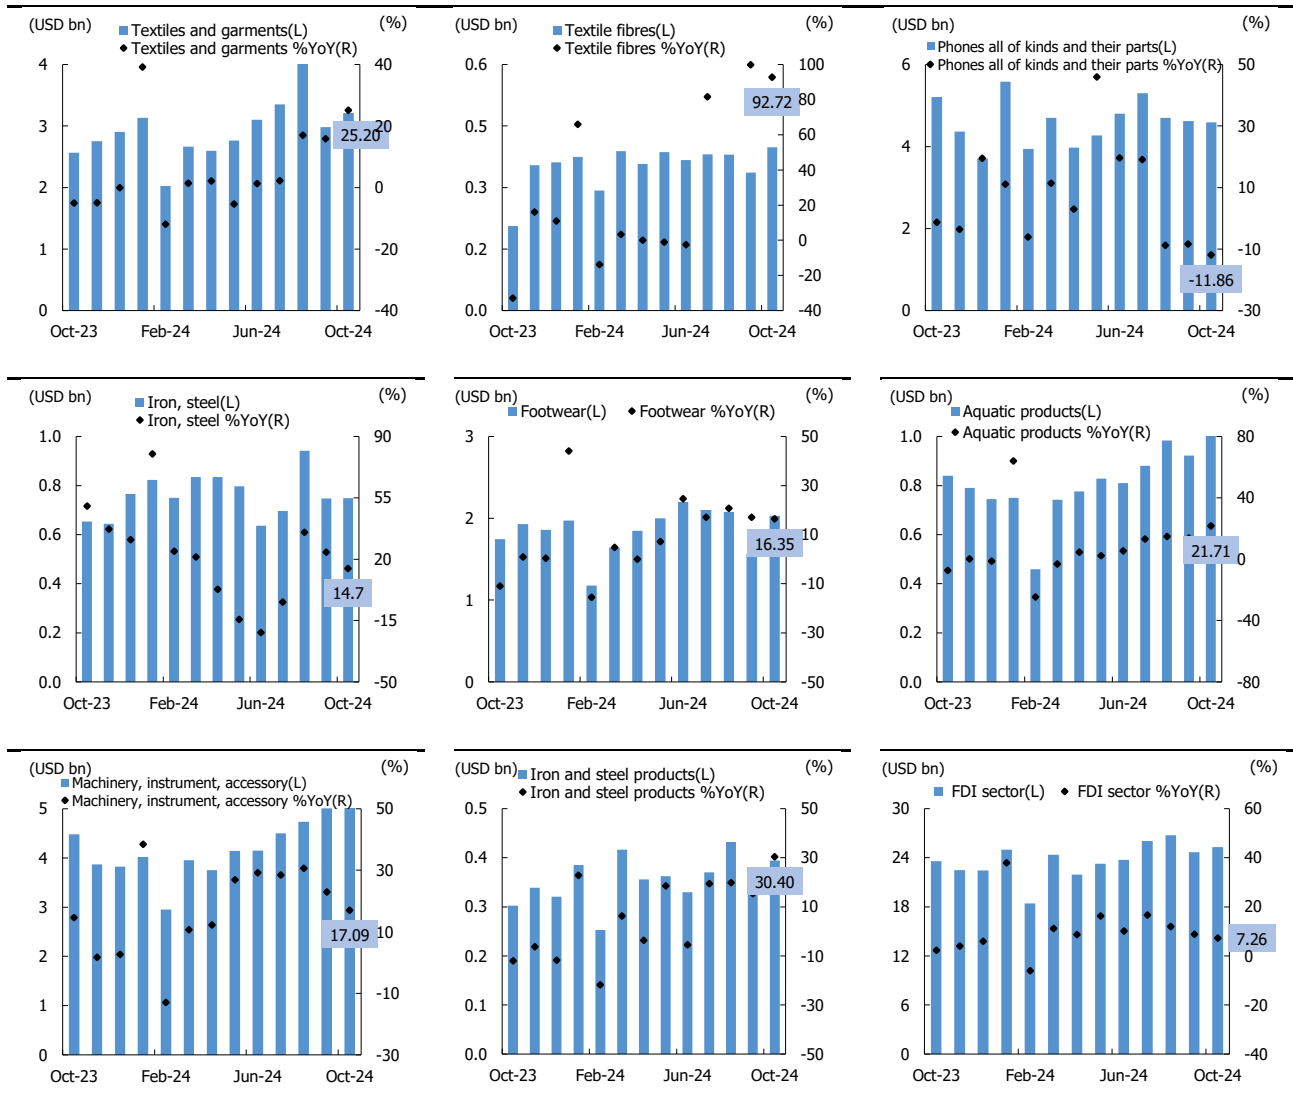 (USD bn)
(%)
Textiles and garments(L)
Textiles and garments %YoY(R)
4
3
2
1
0
40
20
0
-20
-40
25.20
Oct-23
Feb-24
Jun-24
Oct-24
(USD bn)
(%)
Textile fibres(L)
Textile fibres %YoY(R)
0.6
0.5
0.3
0.2
0.0
100
80
60
40
20
0
-20
-40
92.72
Oct-23
Feb-24
Jun-24
Oct-24
(USD bn)
(%)
Phones all of kinds and their parts(L)
Phones all of kinds and their parts %YoY(R)
6
4
2
0
50
30
10
-10
-30
-11.86
Oct-23
Feb-24
Jun-24
Oct-24
(USD bn)
(%)
Iron, steel(L)
Iron, steel %YoY(R)
1.0
0.8
0.6
0.4
0.2
0.0
90
55
20
-15
-50
14.7
Oct-23
Feb-24
Jun-24
Oct-24
(USD bn)
(%)
Footwear(L)
Footwear %YoY(R)
3
2
1
0
50
30
10
-10
-30
-50
16.35
Oct-23
Feb-24
Jun-24
Oct-24
(USD bn)
(%)
Aquatic products(L)
Aquatic products %YoY(R)
1.0
0.8
0.6
0.4
0.2
0.0
80
40
0
-40
-80
21.71
Oct-23
Feb-24
Jun-24
Oct-24
(USD bn)
(%)
Machinery, instrument, accessory(L)
Machinery, instrument, accessory %YoY(R)
5
4
3
2
1
0
50
30
10
-10
-30
17.09
Oct-23
Feb-24
Jun-24
Oct-24
(USD bn)
(%)
Iron and steel products(L)
Iron and steel products %YoY(R)
0.5
0.4
0.3
0.2
0.1
0.0
50
30
10
-10
-30
-50
30.40
Oct-23
Feb-24
Jun-24
Oct-24
(USD bn)
(%)
FDI sector(L)
FDI sector %YoY(R)
30
24
18
12
6
0
60
40
20
0
-20
-40
7.26
Oct-23
Feb-24
Jun-24
Oct-24